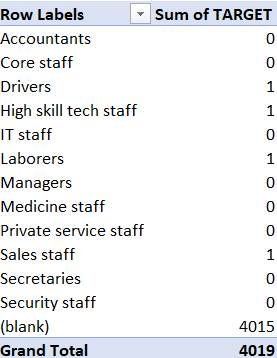 Row Labels Sum of TARGET
Accountants 0
Core staff 0
Drivers 1
High skill tech staff 1
IT staff 0
Laborers 1
Managers 0
Medicine staff 0
Private service staff 0
Sales staff 1
Secretaries 0
Security staff 0
(blank) 4015
Grand Total 4019